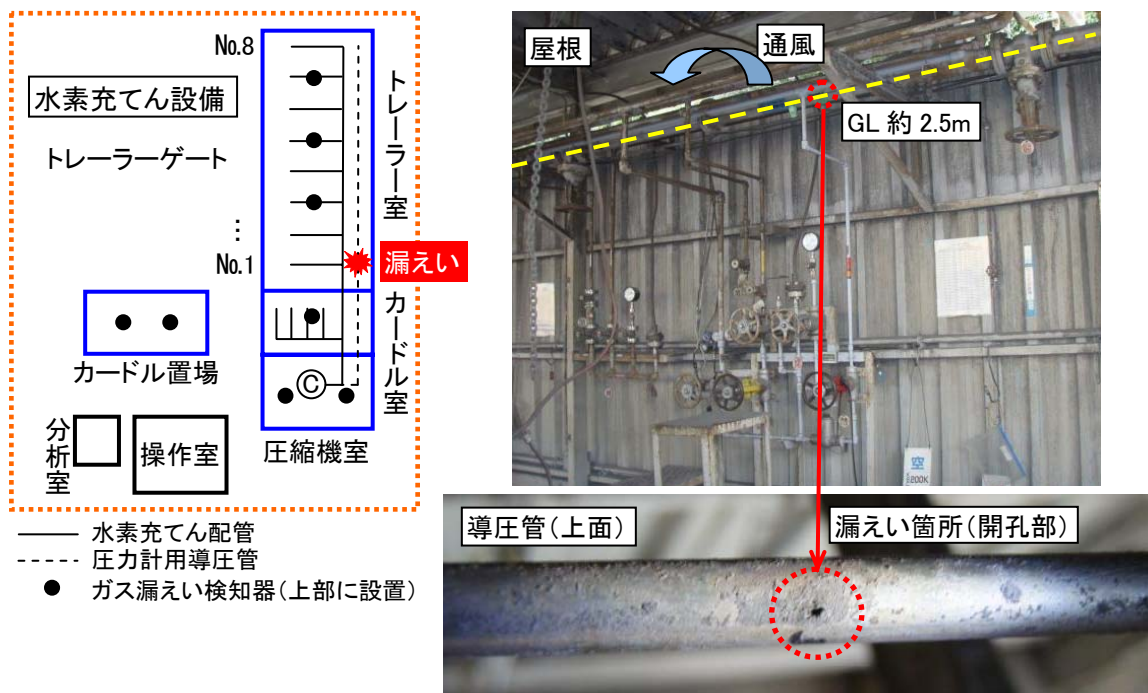 No.8
水素充てん設備
トレーラーゲート
⋮
No.1
トレーラー室
漏えい
カードル室
カードル置場
Ⓒ
圧縮機室
分析室
操作室
水素充てん配管
圧力計用導圧管
ガス漏えい検知器(上部に設置)
屋根
通風
GL 約 2.5m
空
200K
導圧管(上面)
漏えい箇所(開孔部)